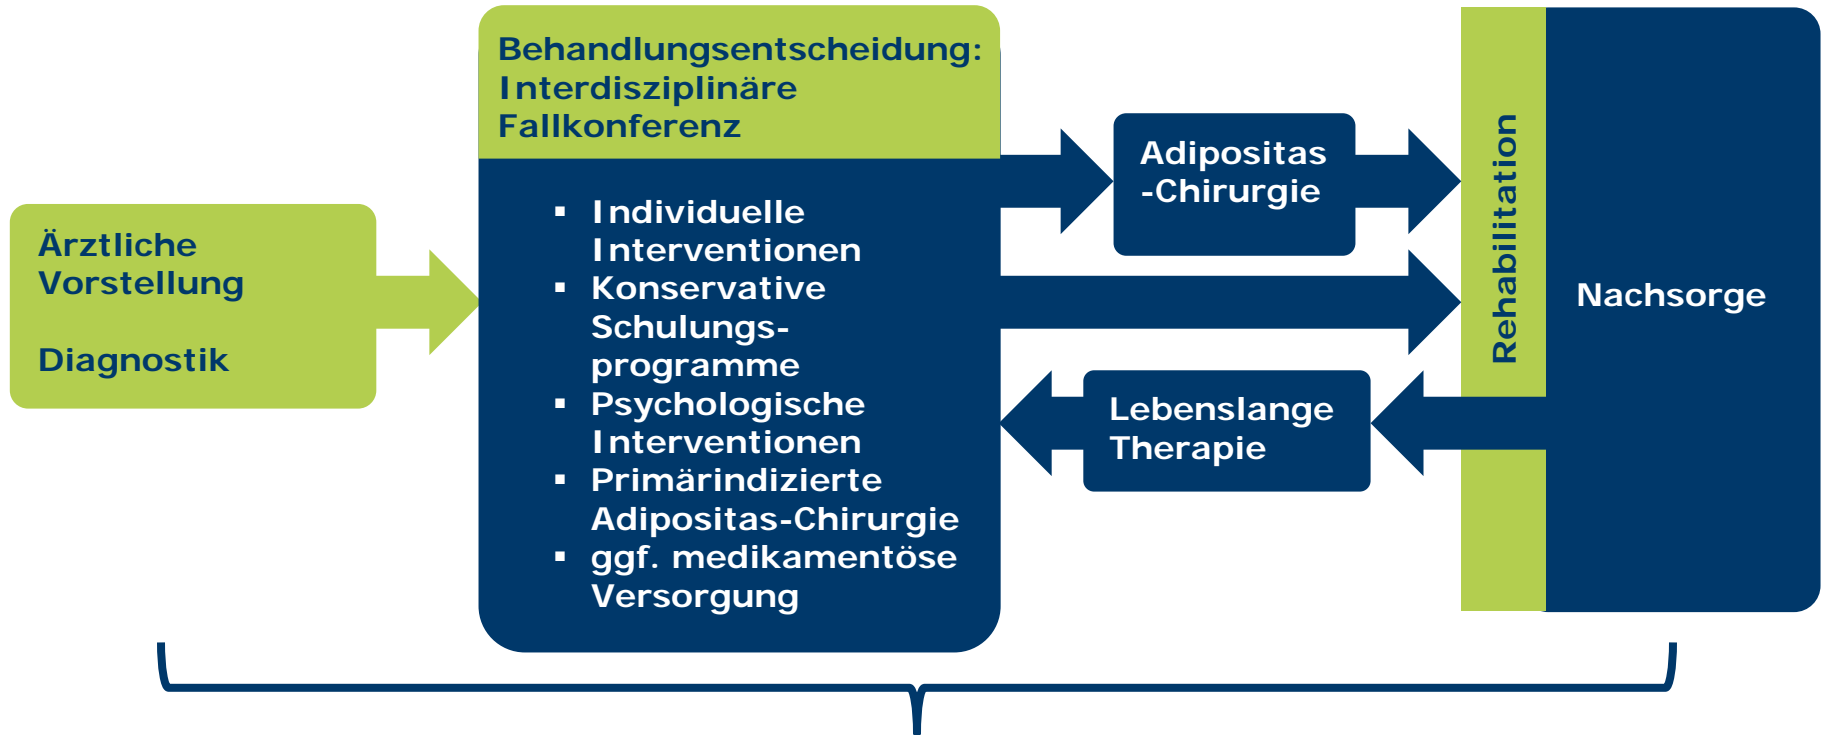 Ärztliche
Vorstellung
Diagnostik
Behandlungsentscheidung:
Interdisziplinäre
Fallkonferenz
▪ Individuelle
Interventionen
▪ Konservative
Schulungs-
programme
▪ Psychologische
Interventionen
▪ Primärindizierte
Adipositas-Chirurgie
▪ ggf. medikamentöse
Versorgung
Adipositas
-Chirurgie
Lebenslange
Therapie
Rehabilitation
Nachsorge